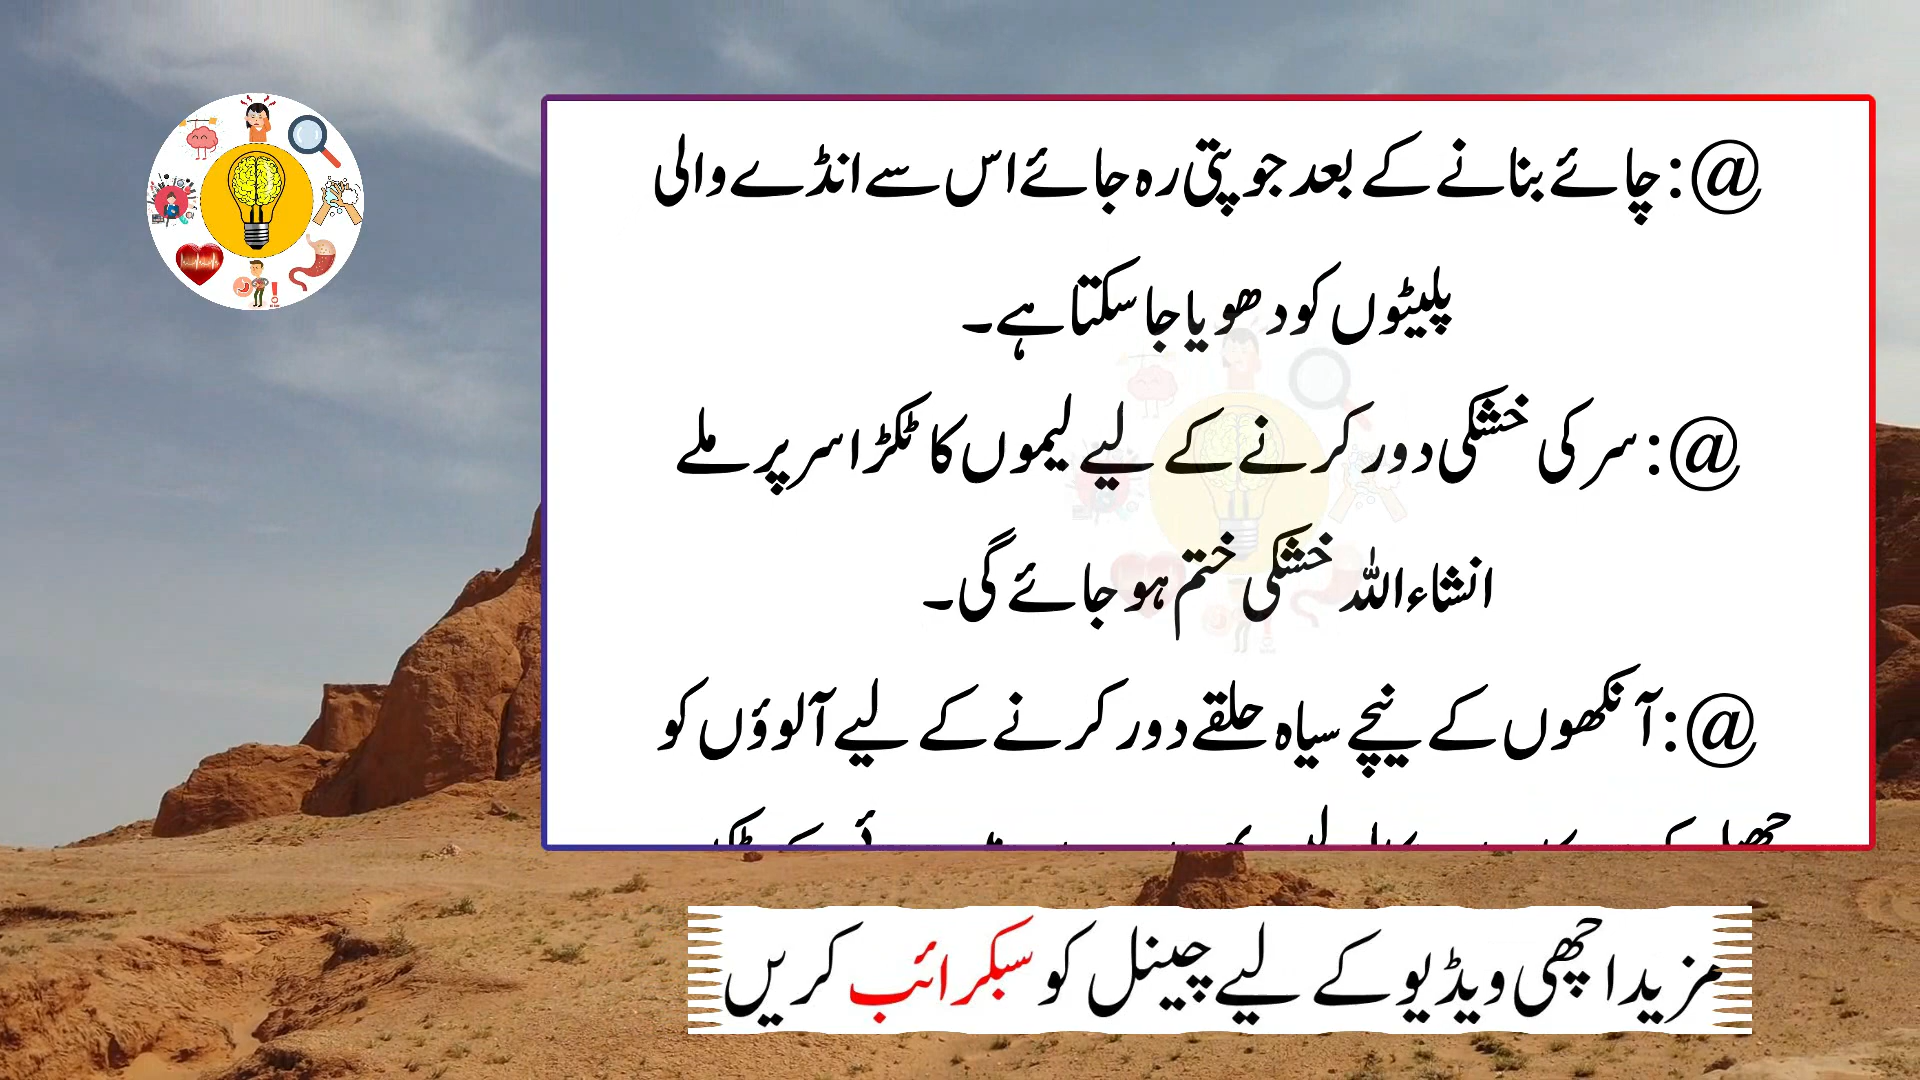 @:چائے بنانے کے بعد جو پتی رہ جائے اس سے انڈے والی
پلیٹوں کو دھویا جا سکتا ہے۔
@:سر کی خشکی دور کرنے کے لیے لیموں کا ٹکڑا سر پر ملے
انشاءاللہ خشکی ختم ہو جائے گی۔
@:آنکھوں کے نیچے سیاہ حلقے دور کرنے کے لیے آلوؤں کو
مزید اچھی ویڈیو کے لیے چینل کو سبکرائب کریں